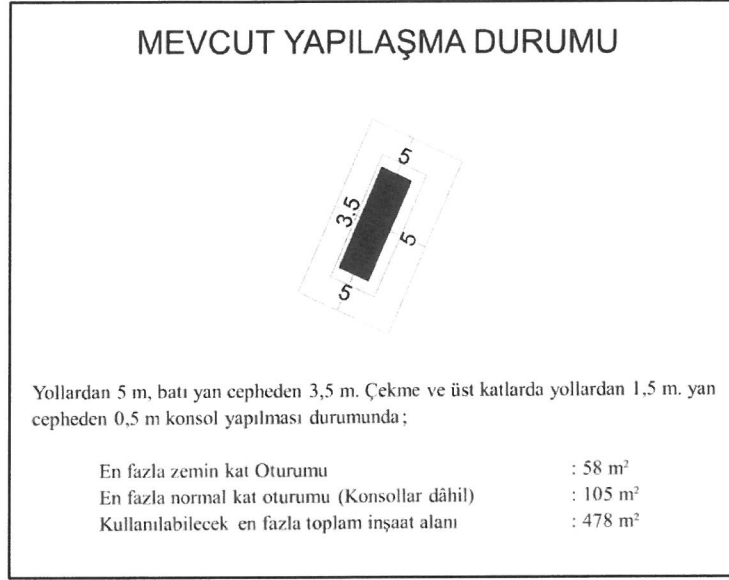 MEVCUT YAPILAŞMA DURUMU
5
3,5
5
5
Yollardan 5 m, batı yan cepheden 3,5 m. Çekme ve üst katlarda yollardan 1,5 m. yan
cepheden 0,5 m konsol yapılması durumunda;
En fazla zemin kat Oturumu : 58 m²
En fazla normal kat oturumu (Konsollar dâhil) : 105 m²
Kullanılabilecek en fazla toplam inşaat alanı : 478 m²